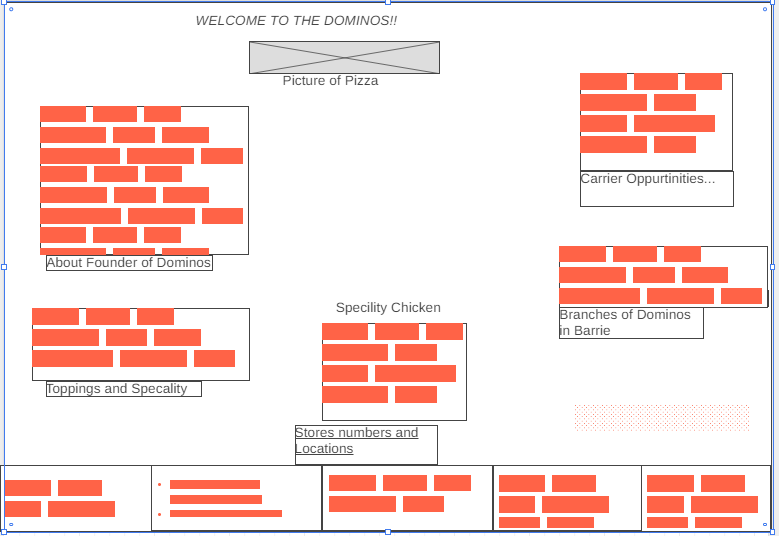 WELCOME TO THE DOMINOS!!
Picture of Pizza
Carrier Oppurtinities...
About Founder of Dominos
Branches of Dominos
in Barrie
Specility Chicken
Toppings and Specality
Stores numbers and
Locations